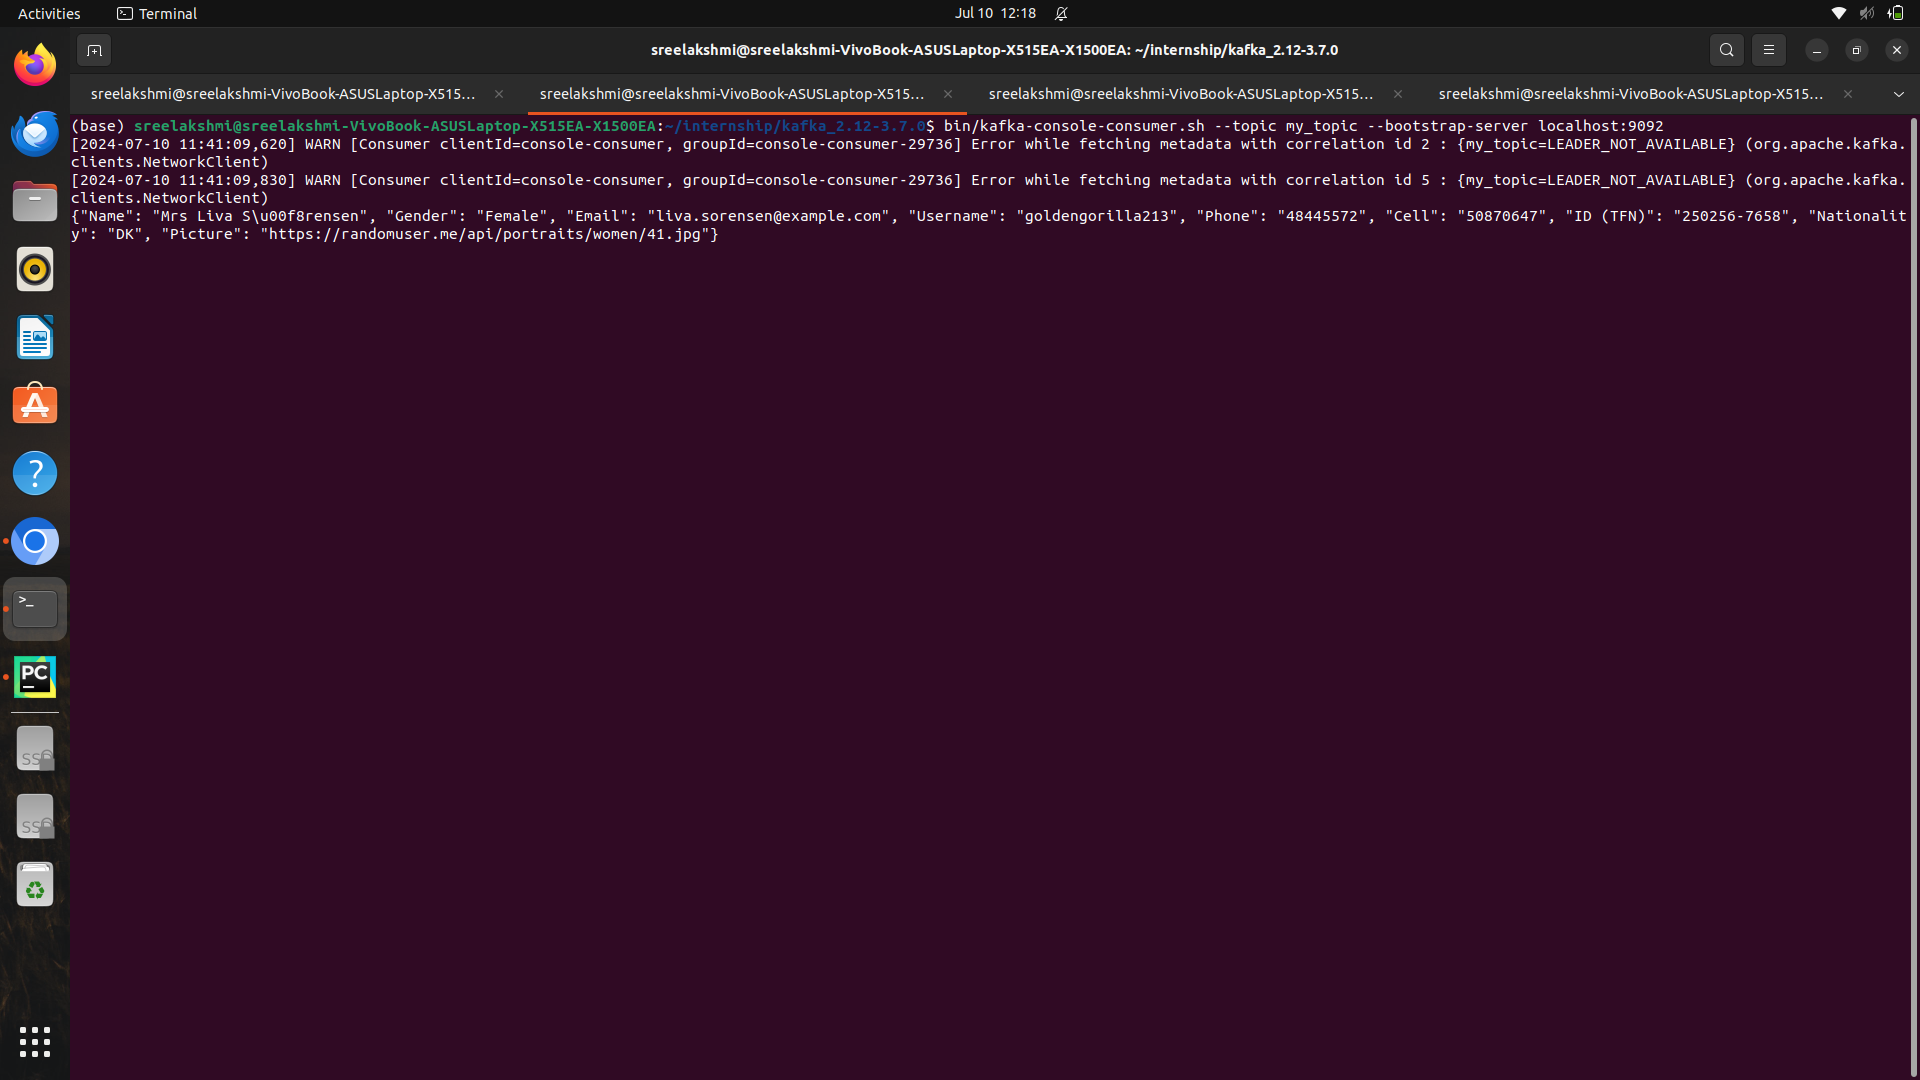 Activities
Terminal
Jul 10 12:18
sreelakshmi@sreelakshmi-VivoBook-ASUSLaptop-X515EA-X1500EA: ~/internship/kafka_2.12-3.7.0
sreelakshmi@sreelakshmi-VivoBook-ASUSLaptop-X515...
sreelakshmi@sreelakshmi-VivoBook-ASUSLaptop-X515...
sreelakshmi@sreelakshmi-VivoBook-ASUSLaptop-X515...
sreelakshmi@sreelakshmi-VivoBook-ASUSLaptop-X515...
(base) sreelakshmi@sreelakshmi-VivoBook-ASUSLaptop-X515EA-X1500EA:~/internship/kafka_2.12-3.7.0$ bin/kafka-console-consumer.sh --topic my_topic --bootstrap-server localhost:9092
[2024-07-10 11:41:09,620] WARN [Consumer clientId=console-consumer, groupId=console-consumer-29736] Error while fetching metadata with correlation id 2 : {my_topic=LEADER_NOT_AVAILABLE} (org.apache.kafka.
clients.NetworkClient)
[2024-07-10 11:41:09,830] WARN [Consumer clientId=console-consumer, groupId=console-consumer-29736] Error while fetching metadata with correlation id 5 : {my_topic=LEADER_NOT_AVAILABLE} (org.apache.kafka.
clients.NetworkClient)
{"Name": "Mrs Liva S\u00f8rensen", "Gender": "Female", "Email": "liva.sorensen@example.com", "Username": "goldengorilla213", "Phone": "48445572", "Cell": "50870647", "ID (TFN)": "250256-7658", "Nationalit
y": "DK", "Picture": "https://randomuser.me/api/portraits/women/41.jpg"}
>_
PC
SS
SS